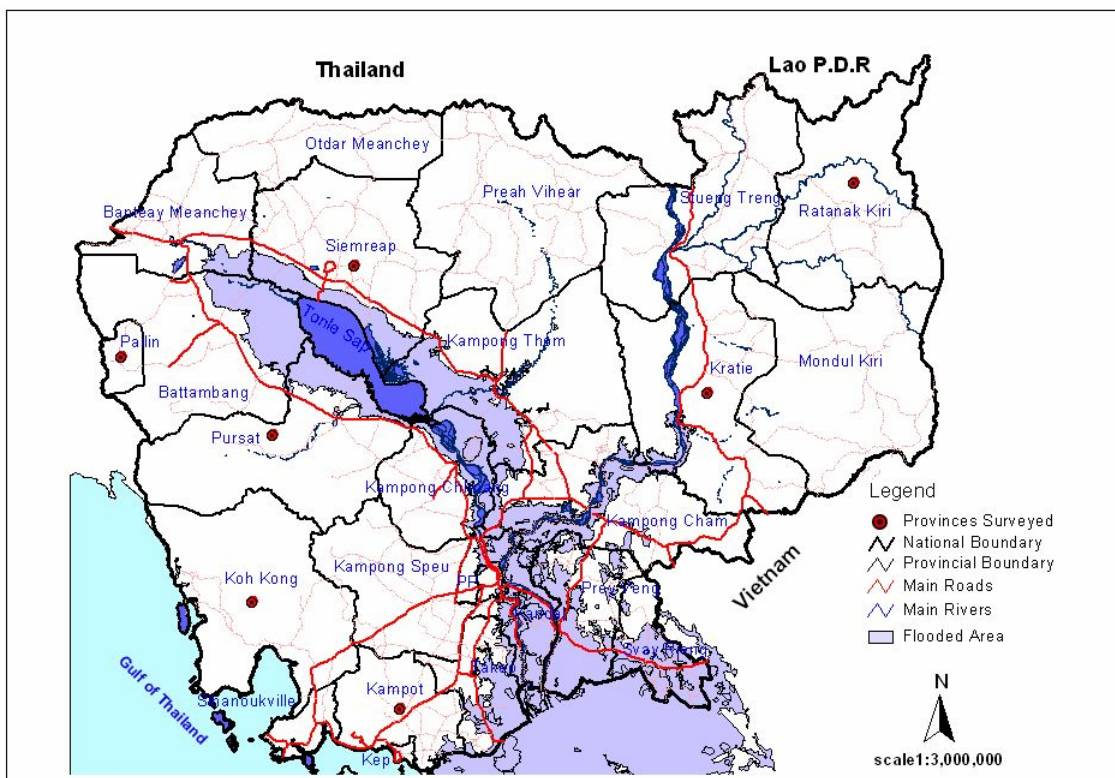 Thailand
Lao P.D.R
Otdar Meanchey
Preah Vihear
Stueng Treng
Ratanak Kiri
Banteay Meanchey
Siemreap
Tonle Sap
Kampong Thom
Pailin
Kratie
Mondul Kiri
Battambang
Pursat
Kampong Chhnang
Kampong Cham
Legend
Provinces Surveyed
National Boundary
Provincial Boundary
Main Roads
Main Rivers
Flooded Area
Vietnam
Koh Kong
Kampong Speu
PP
Prey Veng
Kandal
Svay Rieng
Takeo
Gulf of Thailand
Sihanoukville
Kampot
Kep
N
scale1:3,000,000